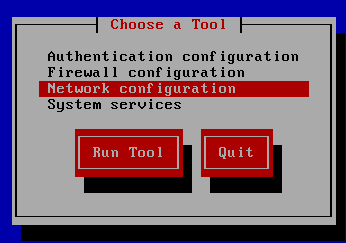 Choose a Tool
Authentication configuration
Firewall configuration
Network configuration
System services
Run Tool
Quit